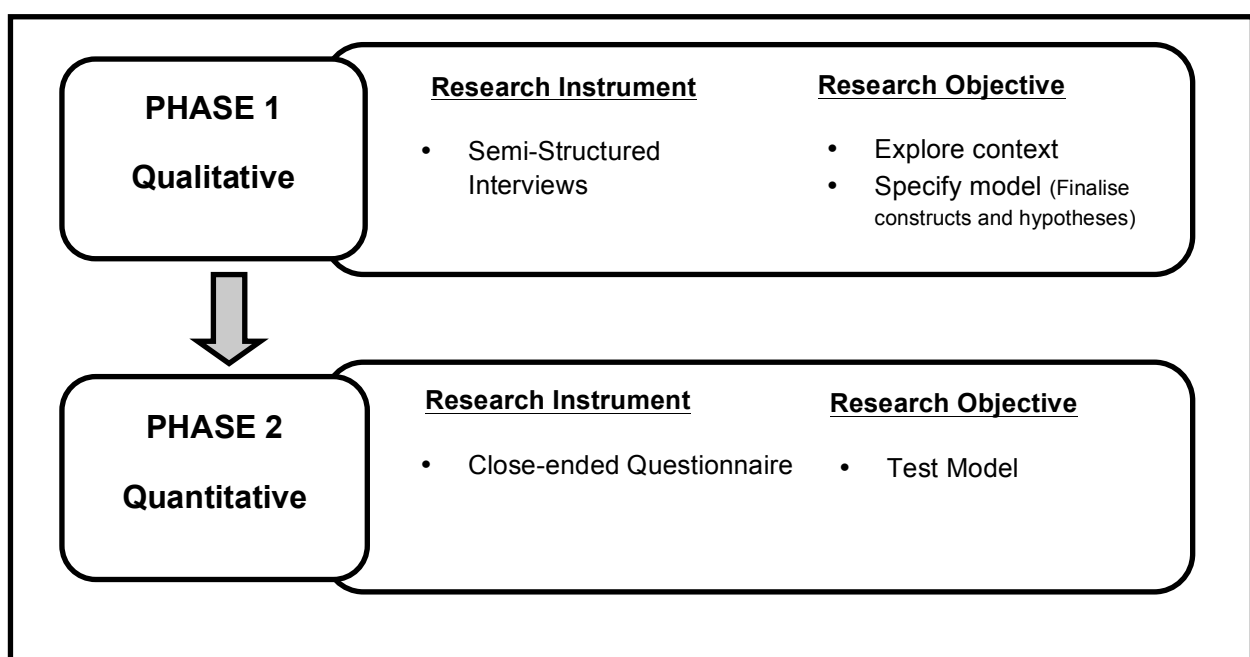 PHASE 1
Qualitative
Research Instrument
• Semi-Structured
Interviews
Research Objective
• Explore context
• Specify model (Finalise
constructs and hypotheses)
PHASE 2
Quantitative
Research Instrument
• Close-ended Questionnaire
Research Objective
• Test Model